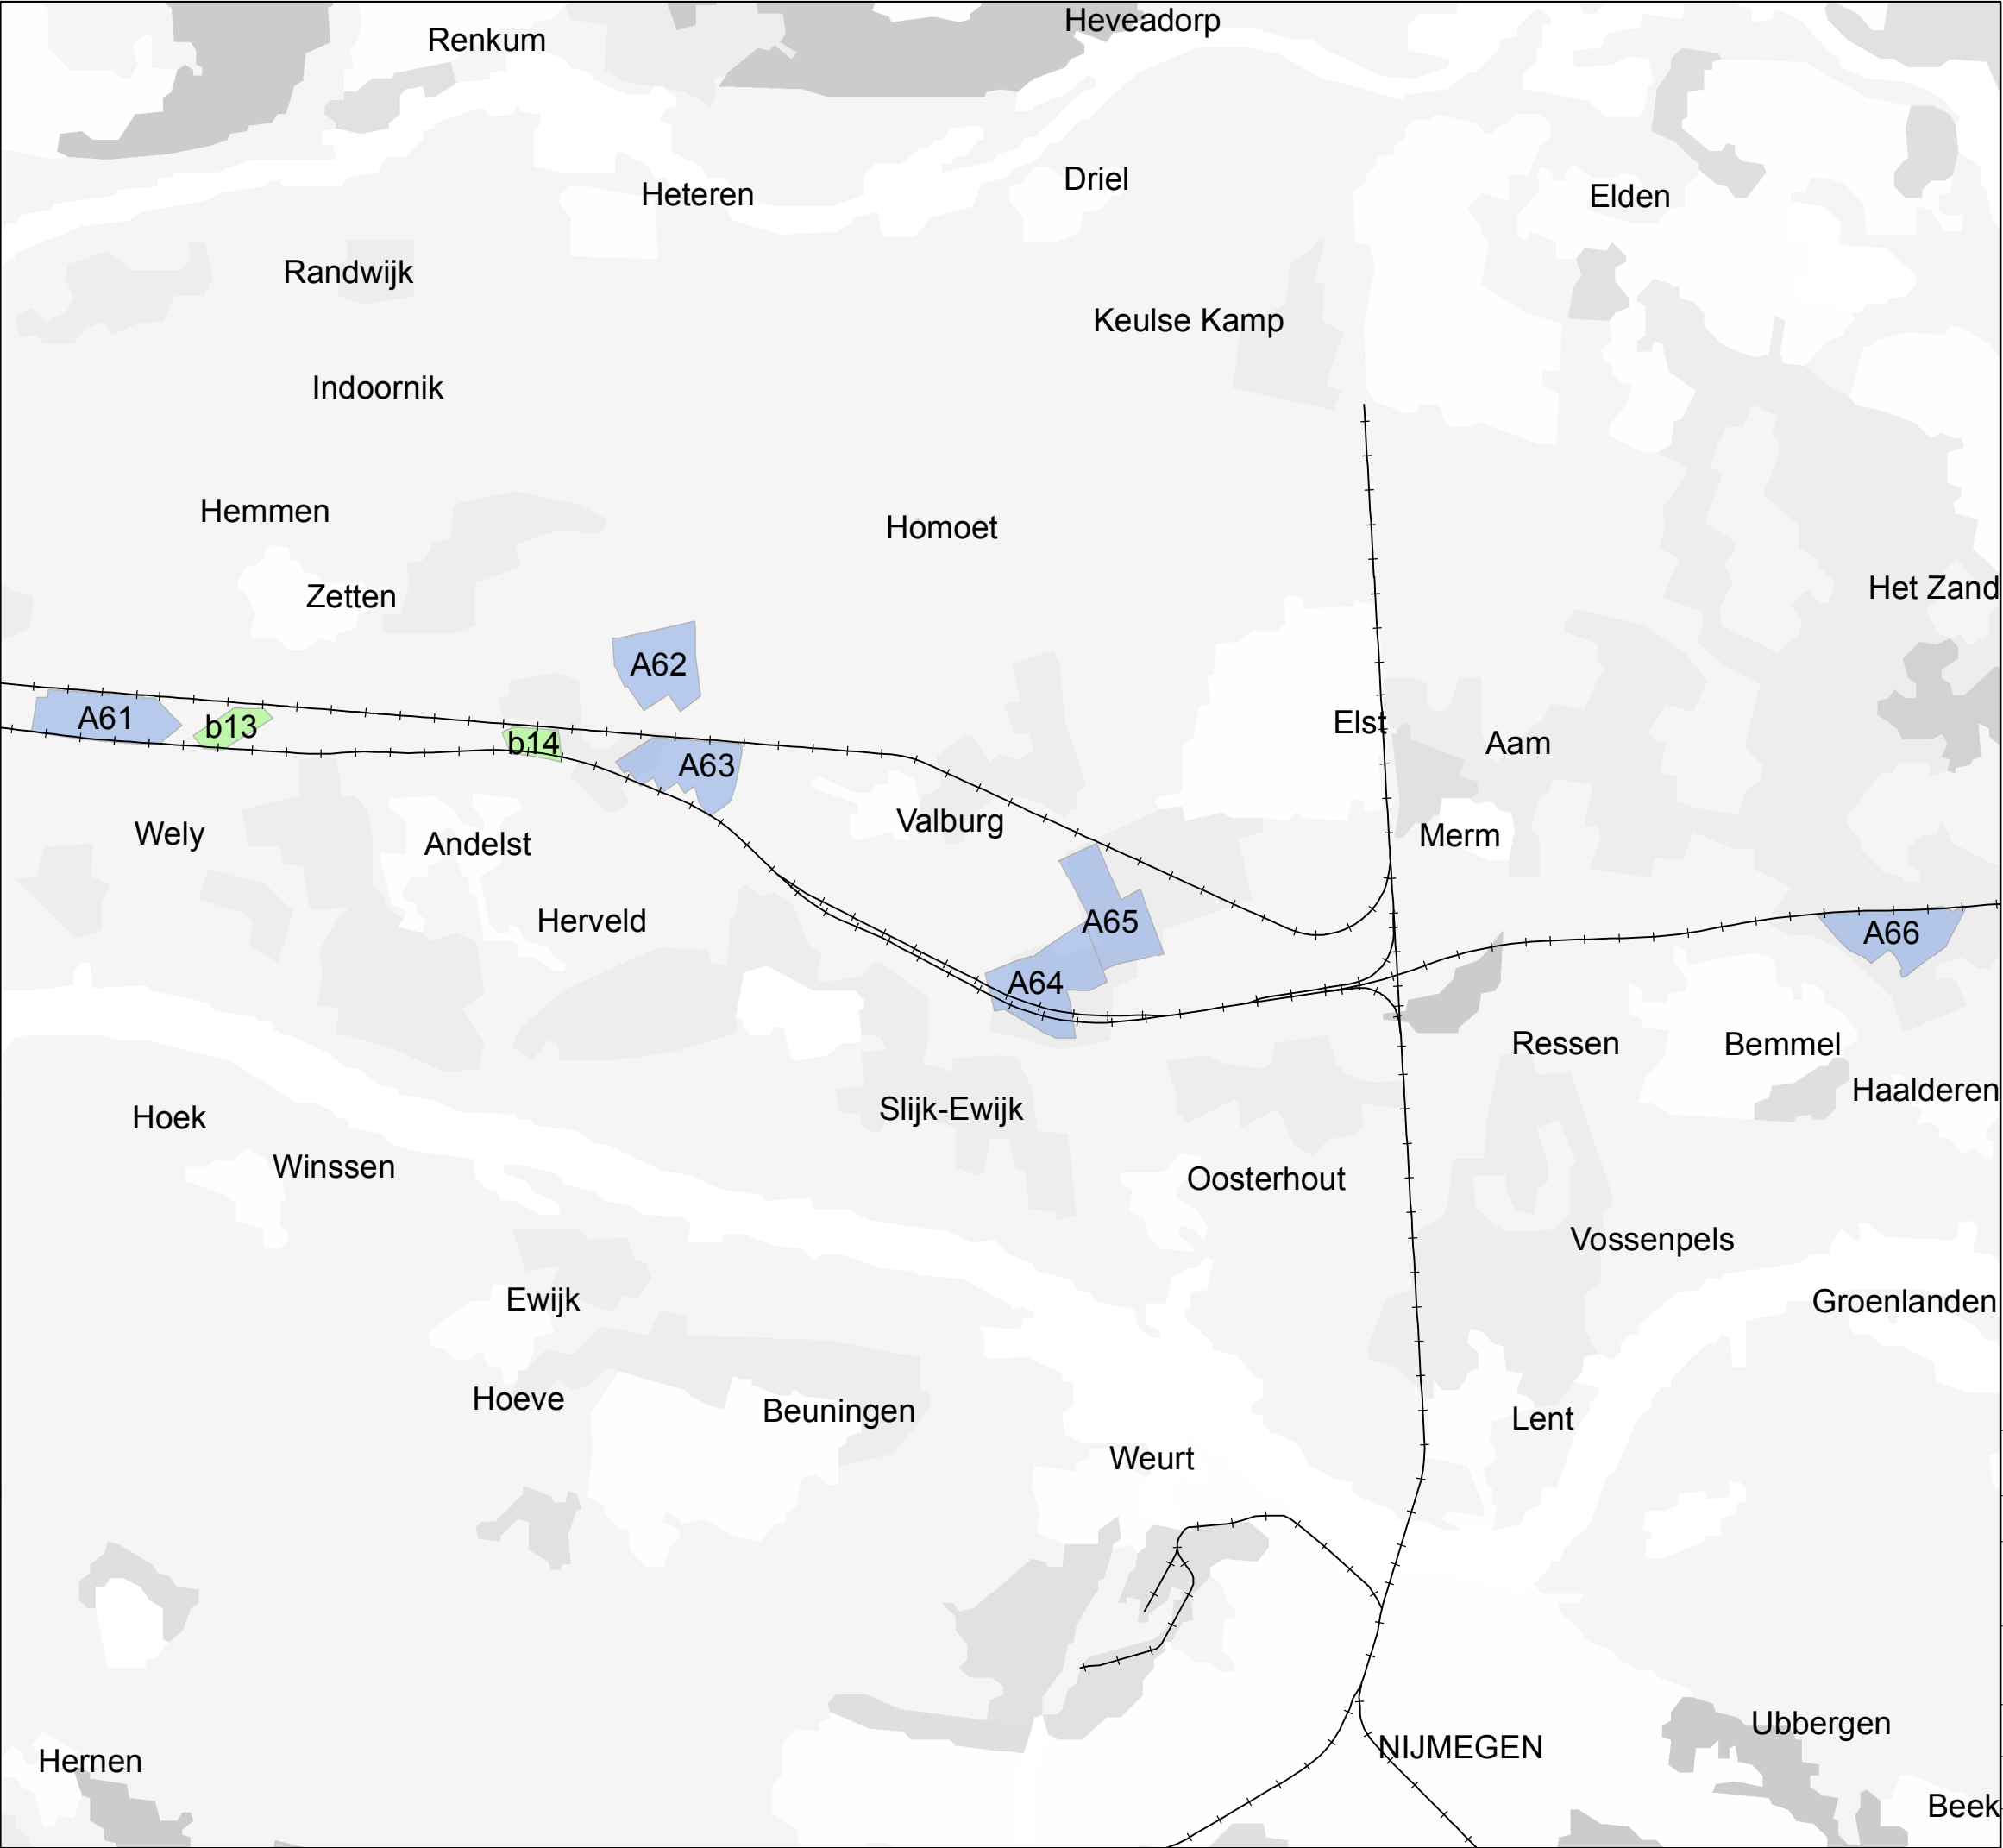 Heveadorp
Renkum
Driel
Heteren
Elden
Randwijk
Keulse Kamp
Indoornik
Hemmen
Homoet
Het Zand
Zetten
A62
A61
b13
Elst
b14
Aam
A63
Valburg
Wely
Merm
Andelst
Herveld
A65
A66
A64
Ressen
Bemmel
Haalderen
Slijk-Ewijk
Hoek
Winssen
Oosterhout
Vossenpels
Ewijk
Groenlanden
Hoeve
Beuningen
Lent
Weurt
Ubbergen
NIJMEGEN
Hernen
Beek